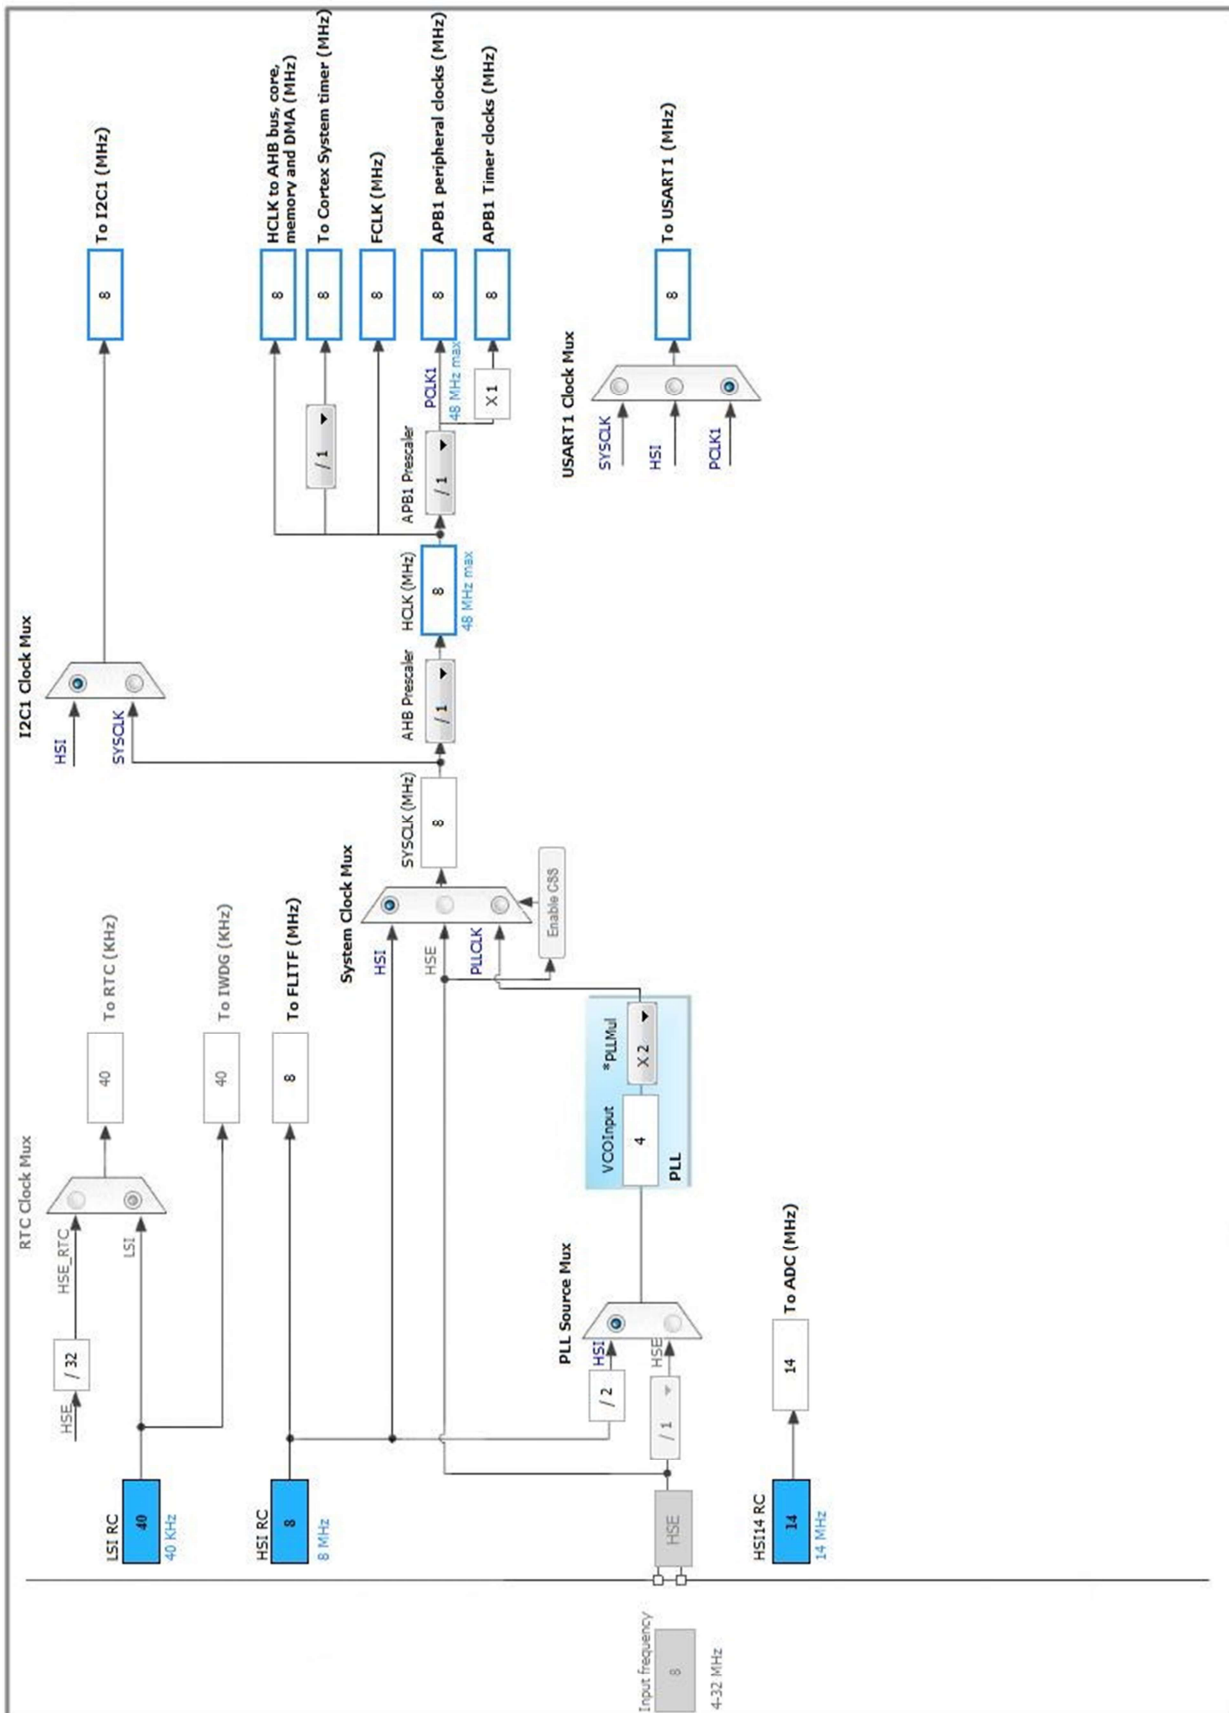 RTC Clock Mux
HSE
/ 32
HSE_RTC
LSI
40
To RTC (KHz)
LSI RC
40
40 KHz
40
To IWDG (KHz)
HSI RC
8
8 MHz
8
To FLITF (MHz)
I2C1 Clock Mux
HSI
SYSCLK
8
To I2C1 (MHz)
System Clock Mux
HSI
HSE
PLLCLK
Enable CSS
SYSCLK (MHz)
8
AHB Prescaler
/ 1
HCLK (MHz)
8
48 MHz max
APB1 Prescaler
/ 1
PCLK1
48 MHz max
X 1
/ 1
8
HCLK to AHB bus, core,
memory and DMA (MHz)
8
To Cortex System timer (MHz)
8
FCLK (MHz)
8
APB1 peripheral clocks (MHz)
8
APB1 Timer clocks (MHz)
PLL Source Mux
/ 2
HSI
HSE
/ 1
VCOInput
4
*PLLMul
X 2
PLL
USART1 Clock Mux
SYSCLK
HSI
PCLK1
8
To USART1 (MHz)
Input frequency
8
4-32 MHz
HSE
HSI14 RC
14
14 MHz
14
To ADC (MHz)